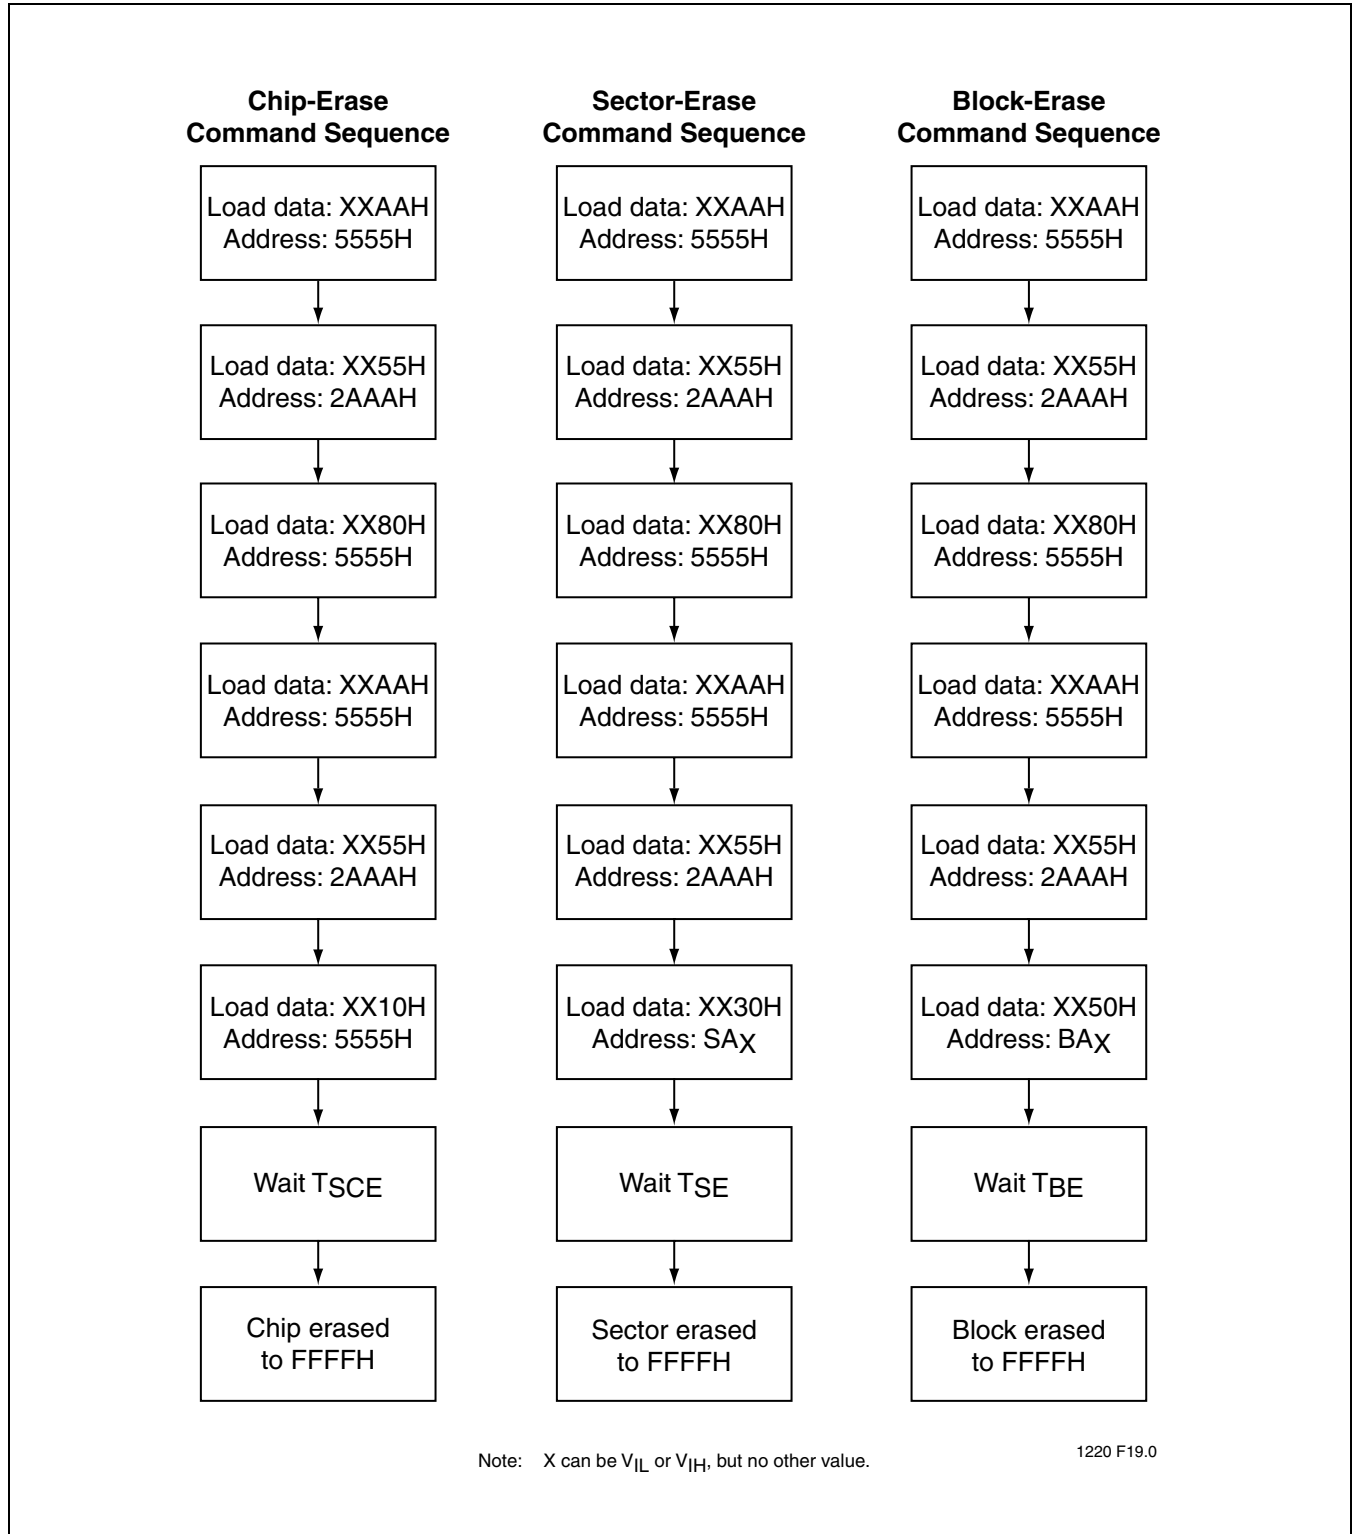 Chip-Erase
Command Sequence
Load data: XXAAH
Address: 5555H
Load data: XX55H
Address: 2AAAH
Load data: XX80H
Address: 5555H
Load data: XXAAH
Address: 5555H
Load data: XX55H
Address: 2AAAH
Load data: XX10H
Address: 5555H
Wait TSCE
Chip erased
to FFFFH
Sector-Erase
Command Sequence
Load data: XXAAH
Address: 5555H
Load data: XX55H
Address: 2AAAH
Load data: XX80H
Address: 5555H
Load data: XXAAH
Address: 5555H
Load data: XX55H
Address: 2AAAH
Load data: XX30H
Address: SAX
Wait TSE
Sector erased
to FFFFH
Block-Erase
Command Sequence
Load data: XXAAH
Address: 5555H
Load data: XX55H
Address: 2AAAH
Load data: XX80H
Address: 5555H
Load data: XXAAH
Address: 5555H
Load data: XX55H
Address: 2AAAH
Load data: XX50H
Address: BAX
Wait TBE
Block erased
to FFFFH
Note: X can be VIL or VIH, but no other value.
1220 F19.0